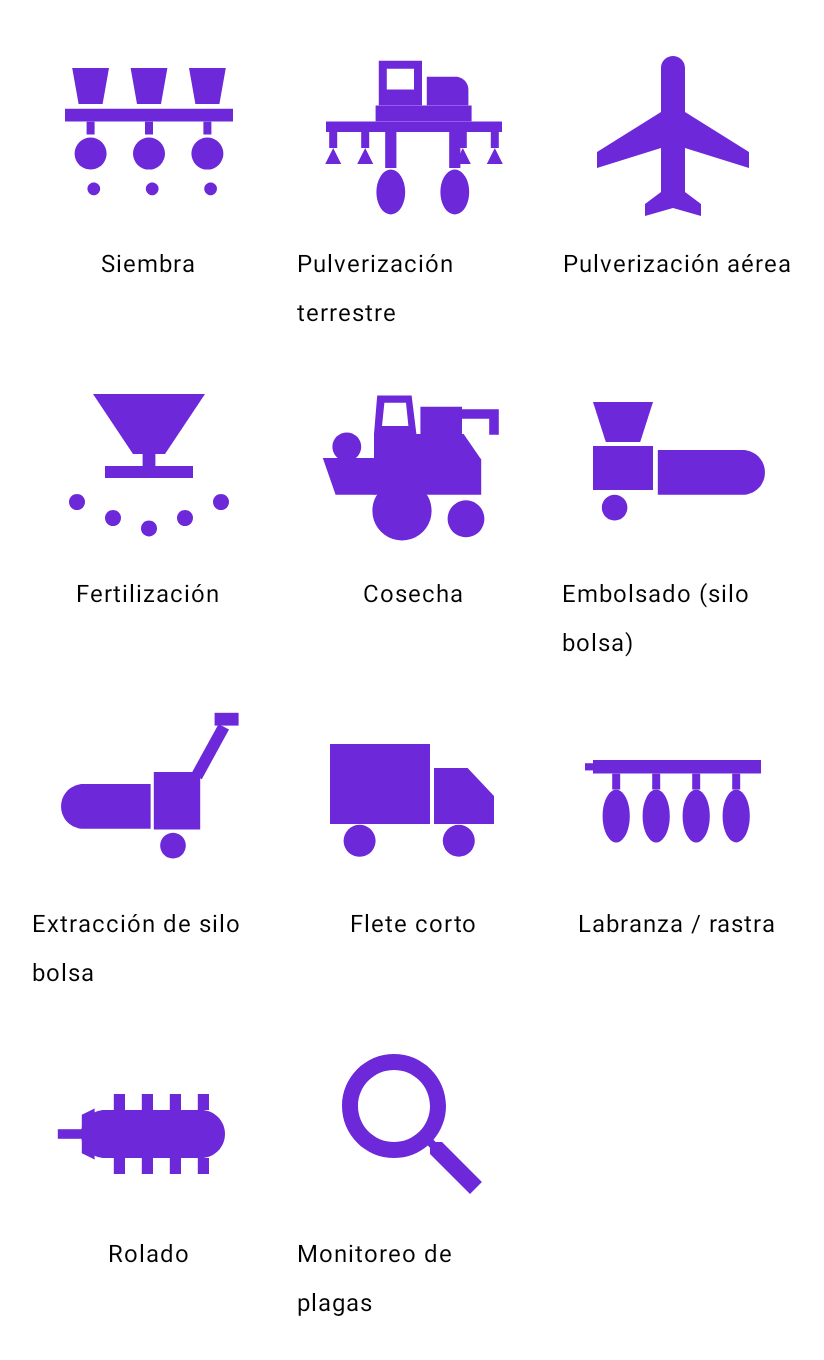 Siembra
Pulverización
terrestre
Pulverización aérea
Fertilización
Cosecha
Embolsado (silo
bolsa)
Extracción de silo
bolsa
Flete corto
Labranza / rastra
Rolado
Monitoreo de
plagas